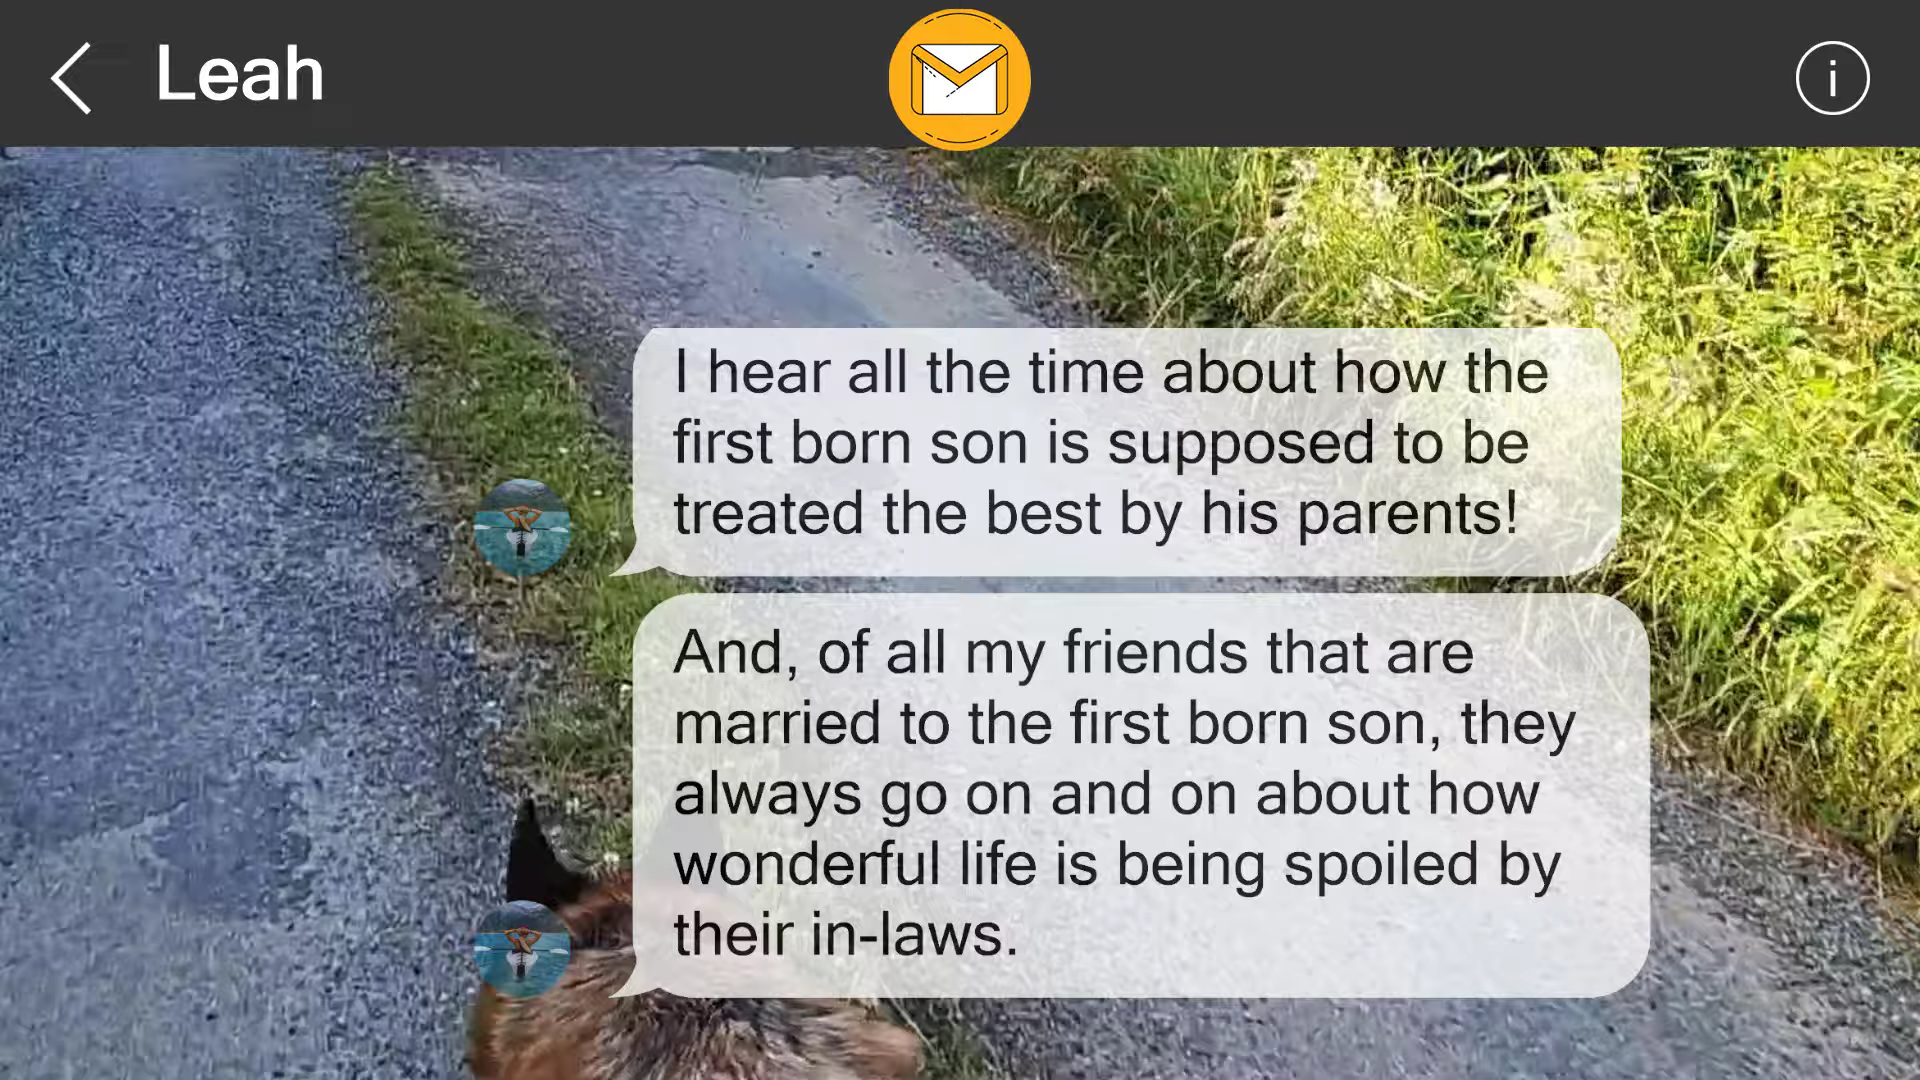 Leah
i
I hear all the time about how the
first born son is supposed to be
treated the best by his parents!
And, of all my friends that are
married to the first born son, they
always go on and on about how
wonderful life is being spoiled by
their in-laws.